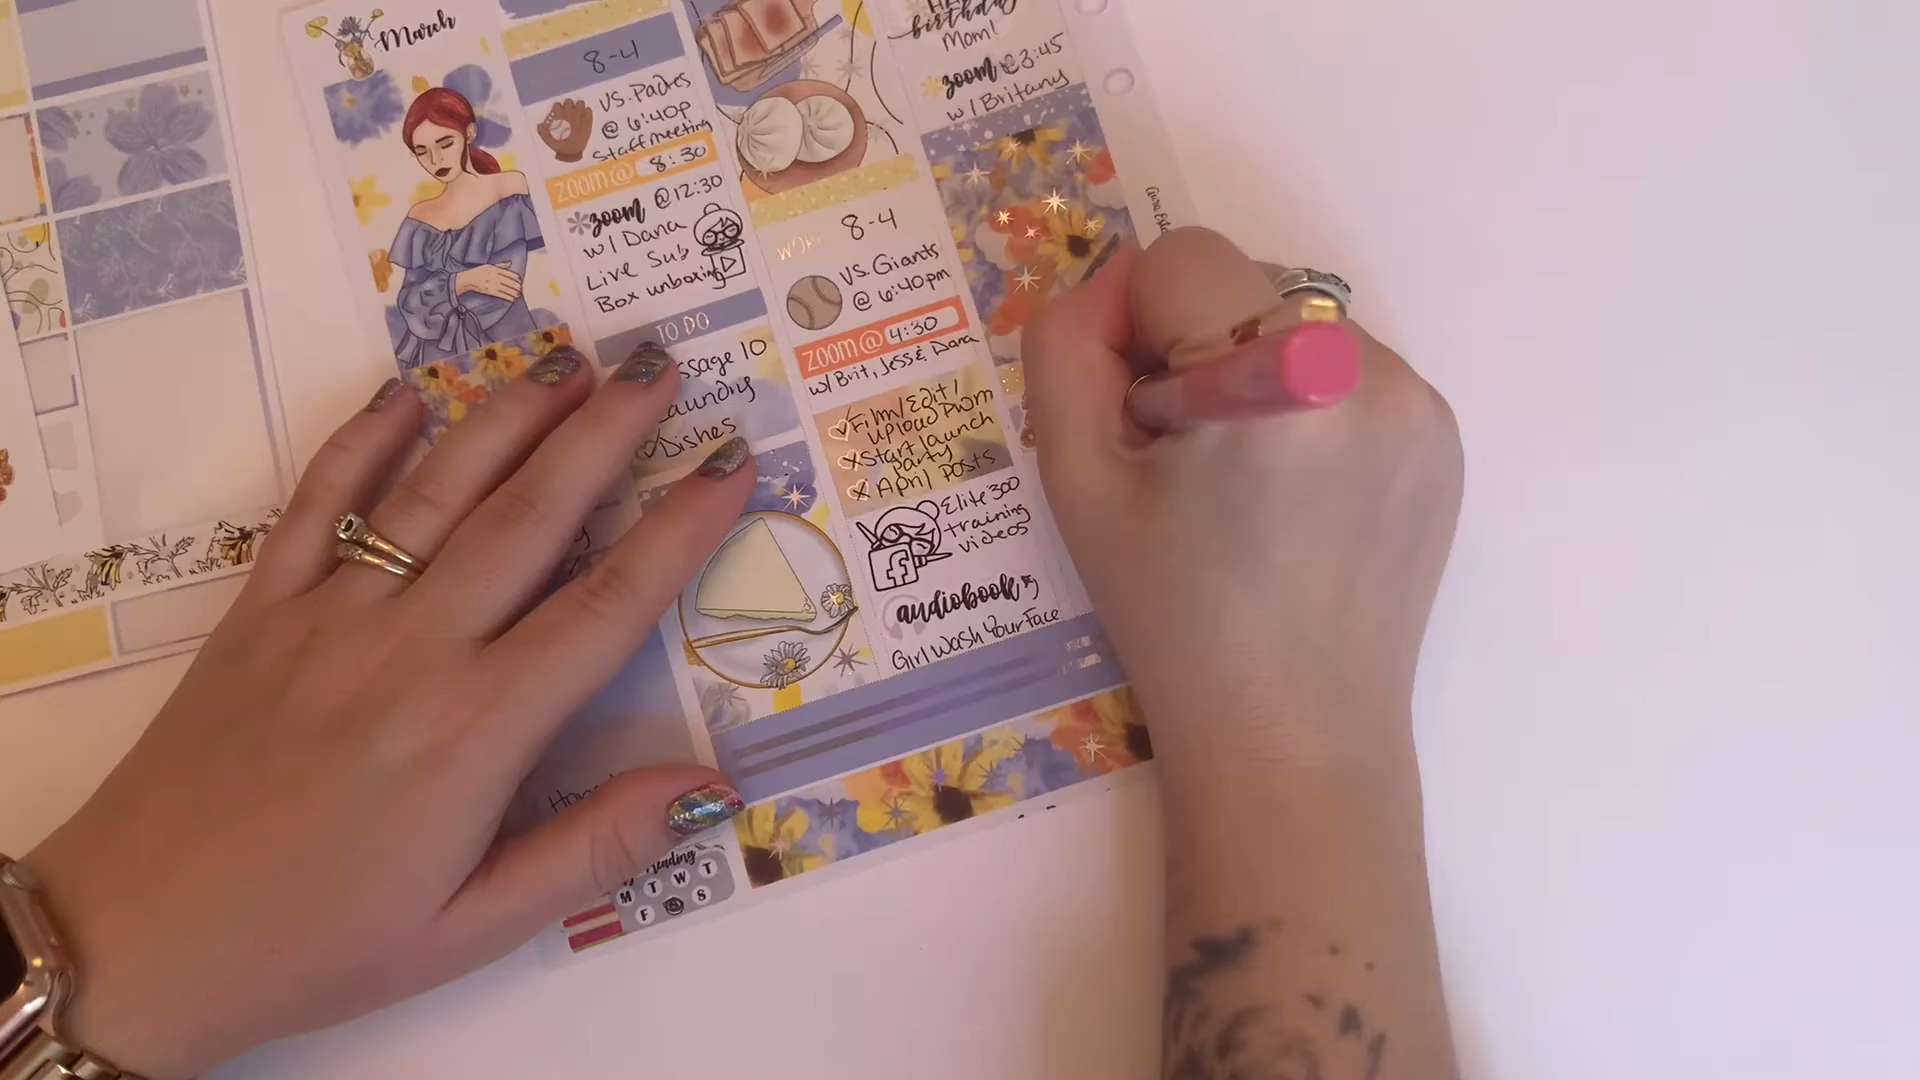 March
8-4
VS. Padres
@ 6:40p
Staff meeting
ZOOM@ 8:30
zoom @12:30
w/ Dana
Live Sub
Box unboxing
TO DO
ssage 10
Laundry
Dishes
reading
M T W T
F S
8-4
VS. Giants
@ 6:40pm
ZOOM@ 4:30
w/ Brit, Jess & Dana
Film/Edit/
Upload PWM
Start launch
party
April Posts
Elite 300
training
videos
f
audiobook
Girl Wash Your Face
birthday
Mom!
zoom @ 3:45
w/ Britany